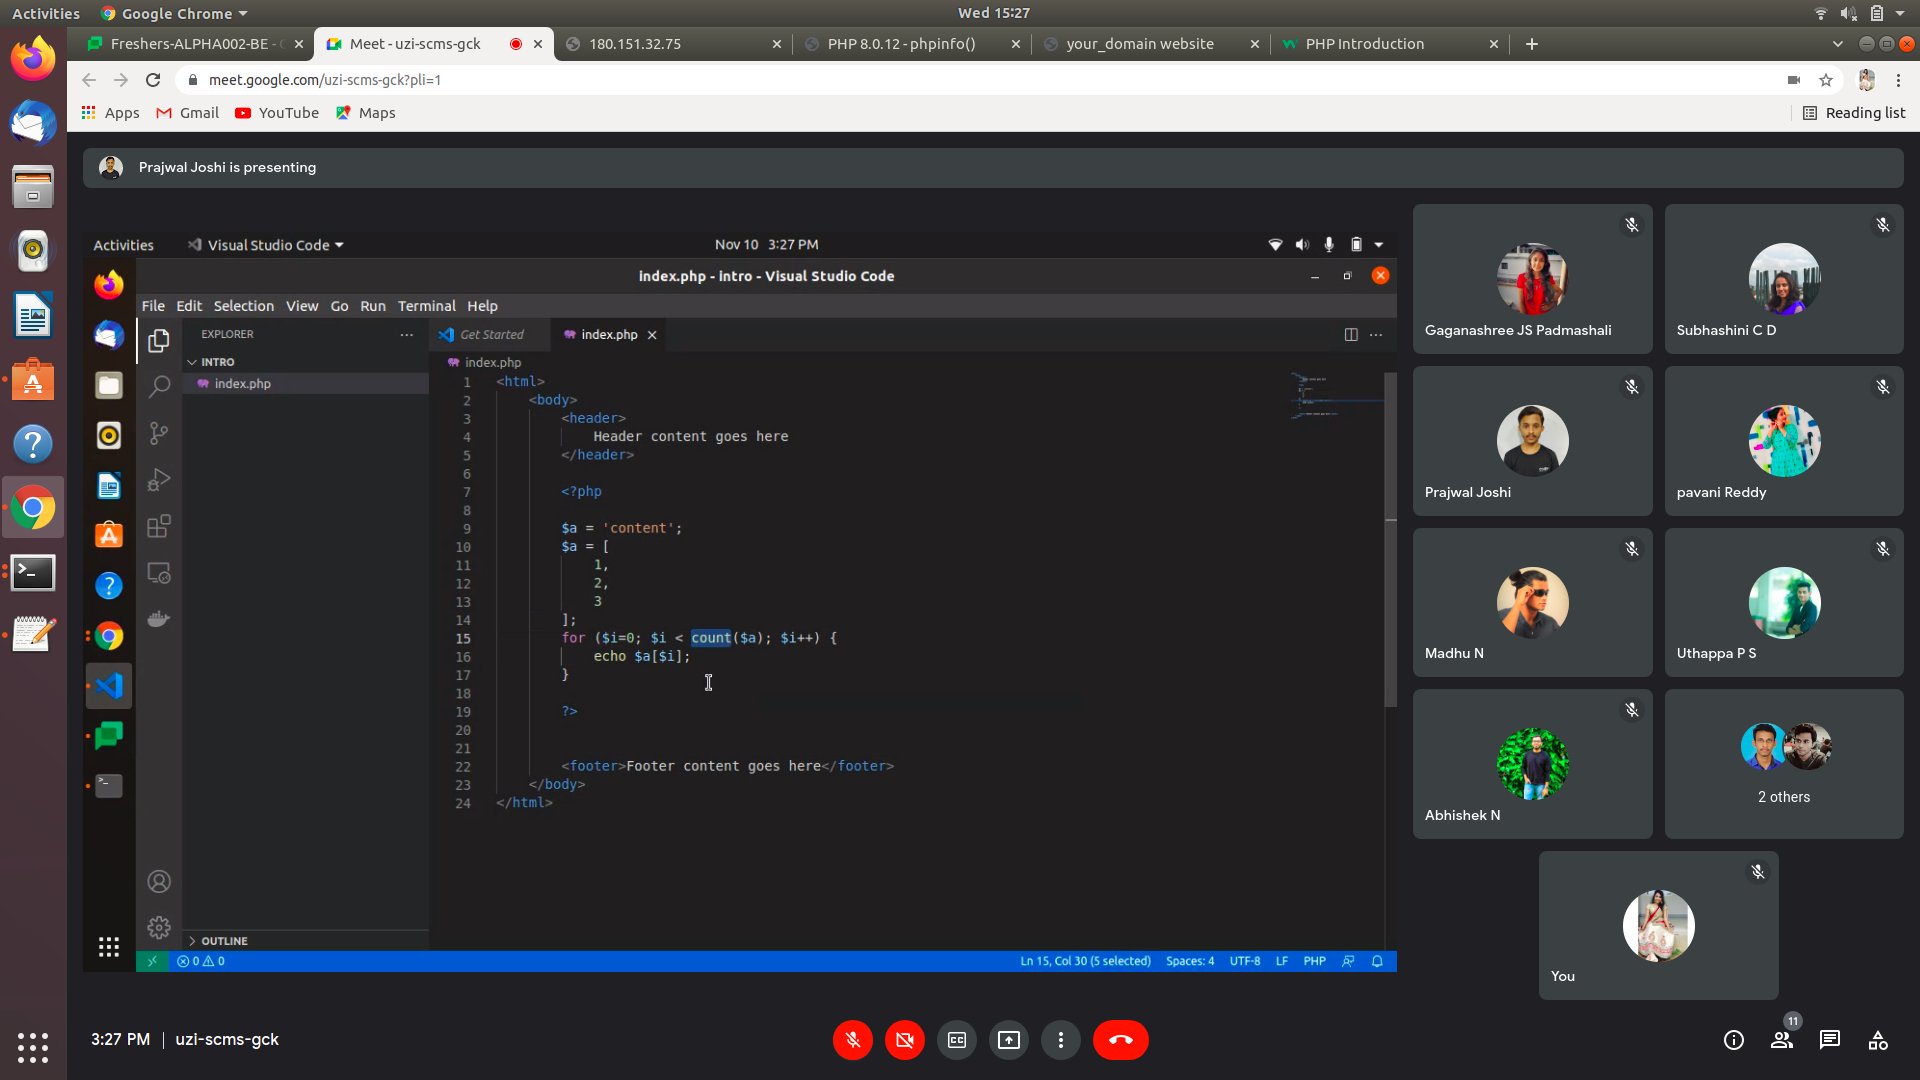 Activities Google Chrome Wed 15:27
Freshers-ALPHA002-BE - Meet - uzi-scms-gck 180.151.32.75 PHP 8.0.12 - phpinfo() your_domain website PHP Introduction
meet.google.com/uzi-scms-gck?pli=1
Apps Gmail YouTube Maps Reading list
Prajwal Joshi is presenting
Activities Visual Studio Code Nov 10 3:27 PM
index.php - intro - Visual Studio Code
File Edit Selection View Go Run Terminal Help
EXPLORER ... Get Started index.php
INTRO index.php
index.php
1 <html>
2 <body>
3 <header>
4 Header content goes here
5 </header>
6
7 <?php
8
9 $a = 'content';
10 $a = [
11 1,
12 2,
13 3
14 ];
15 for ($i=0; $i < count($a); $i++) {
16 echo $a[$i];
17 }
18
19 ?>
20
21
22 <footer>Footer content goes here</footer>
23 </body>
24 </html>
OUTLINE
0 0 Ln 15, Col 30 (5 selected) Spaces: 4 UTF-8 LF PHP
Gaganashree JS Padmashali
Subhashini C D
Prajwal Joshi
pavani Reddy
Madhu N
Uthappa P S
Abhishek N
2 others
You
3:27 PM | uzi-scms-gck
11